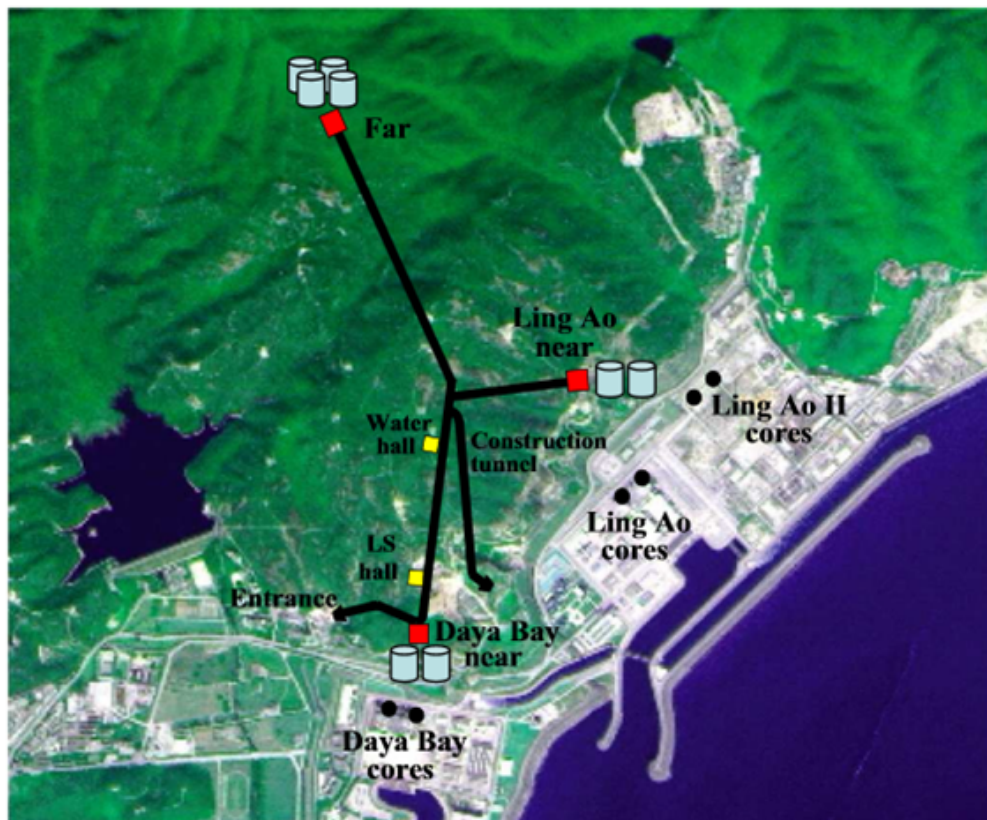 Far
Ling Ao
near
Ling Ao II
cores
Water
hall
Construction
tunnel
Ling Ao
cores
LS
hall
Entrance
Daya Bay
near
Daya Bay
cores